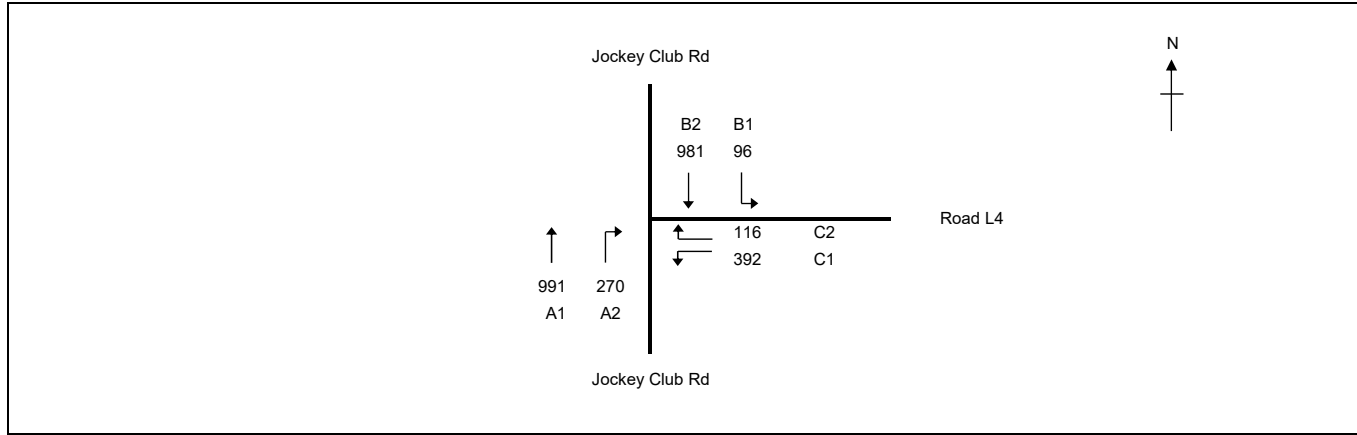 Jockey Club Rd
N
B2 B1
981 96
Road L4
116 C2
392 C1
991 270
A1 A2
Jockey Club Rd